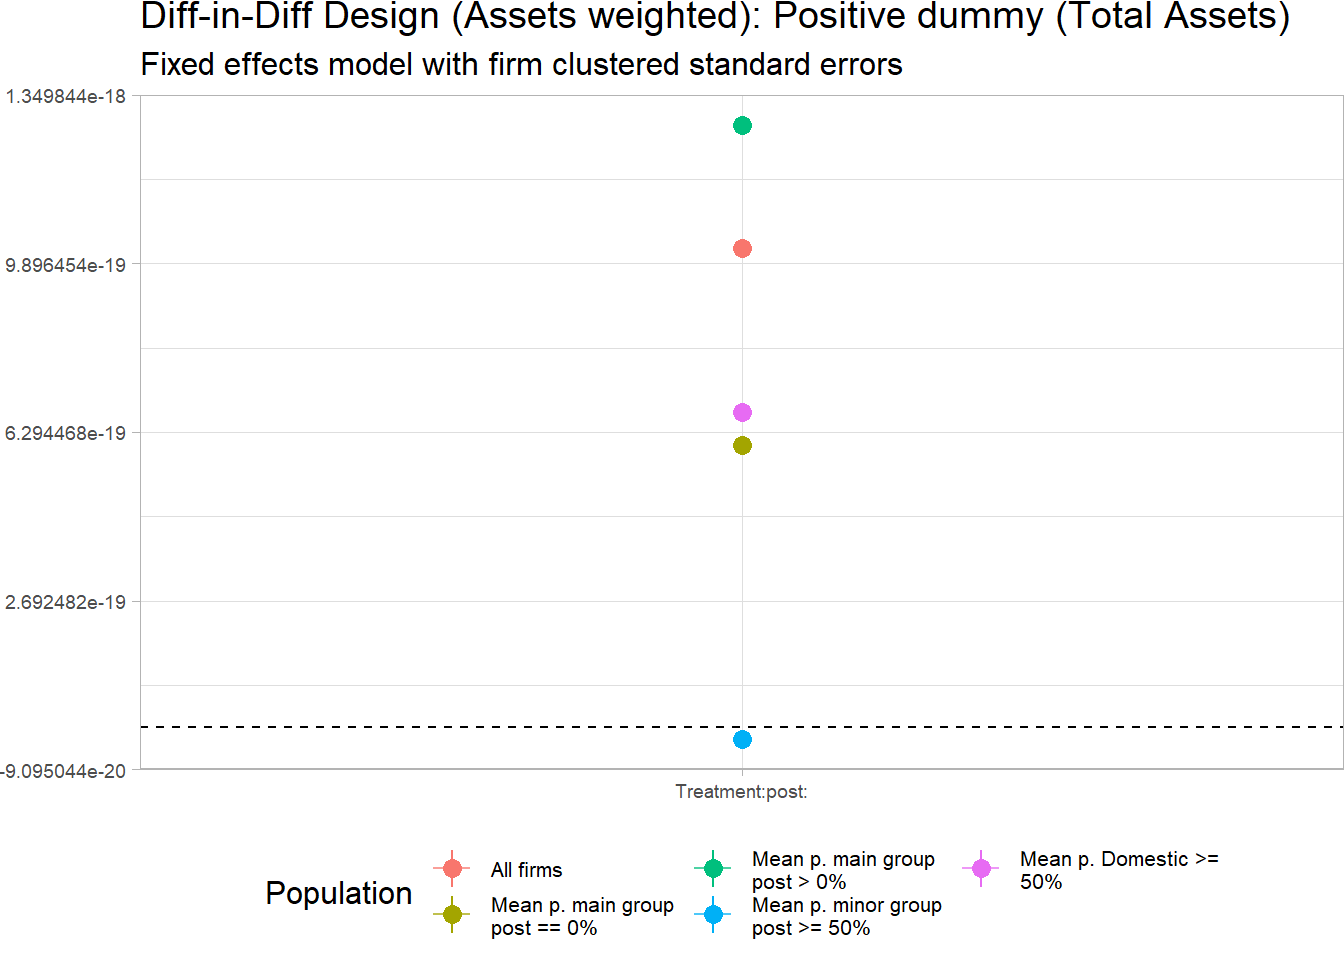 Diff-in-Diff Design (Assets weighted): Positive dummy (Total Assets)
Fixed effects model with firm clustered standard errors
1.349844e-18
9.896454e-19
6.294468e-19
2.692482e-19
-9.095044e-20
Treatment:post:
Population
All firms
Mean p. main group
post == 0%
Mean p. main group
post > 0%
Mean p. minor group
post >= 50%
Mean p. Domestic >=
50%